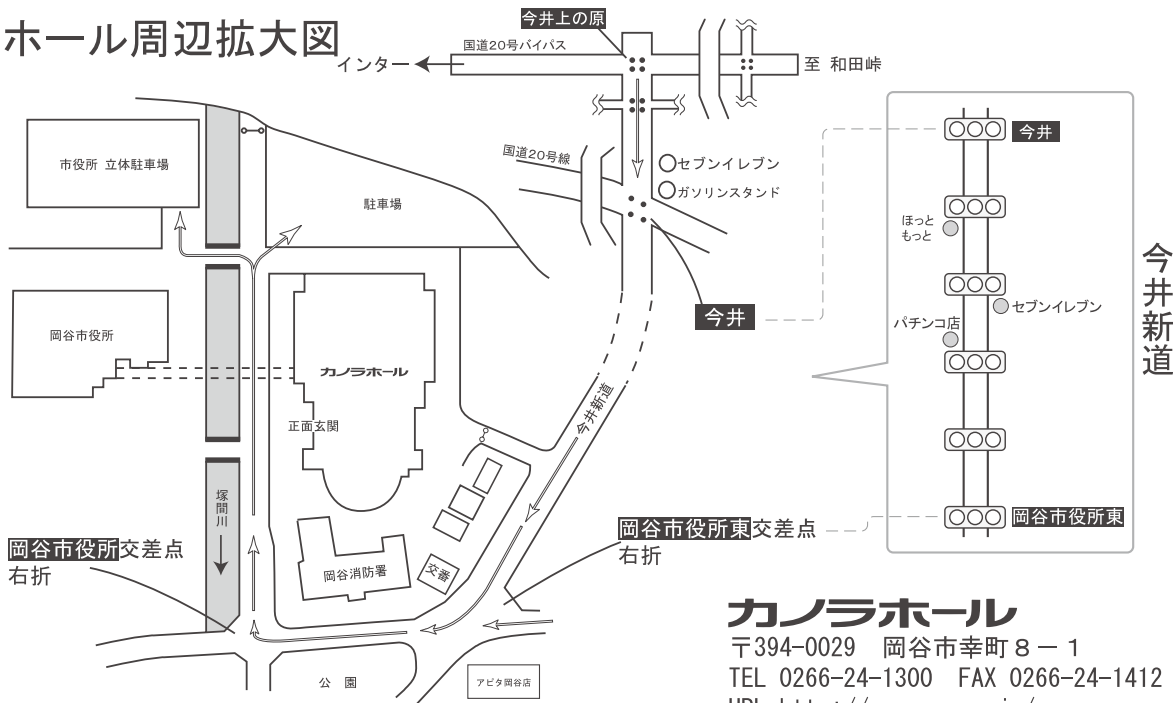 ホール周辺拡大図
今井上の原
国道20号バイパス
インター
至 和田峠
国道20号線
セブンイレブン
ガソリンスタンド
市役所 立体駐車場
駐車場
今井
岡谷市役所
カノラホール
正面玄関
今井新道
塚間川
岡谷市役所交差点
右折
岡谷消防署
交番
岡谷市役所東交差点
右折
公園
アピタ岡谷店
今井
ほっと
もっと
セブンイレブン
パチンコ店
岡谷市役所東
今井新道
カノラホール
〒394-0029 岡谷市幸町8-1
TEL 0266-24-1300 FAX 0266-24-1412